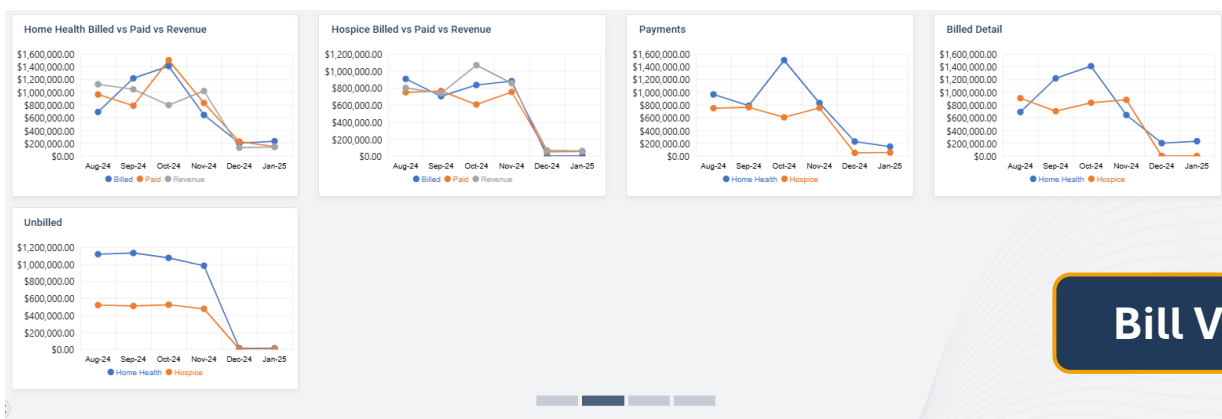 Home Health Billed vs Paid vs Revenue
$1,600,000.00
$1,400,000.00
$1,200,000.00
$1,000,000.00
$800,000.00
$600,000.00
$400,000.00
$200,000.00
$0.00
Aug-24 Sep-24 Oct-24 Nov-24 Dec-24 Jan-25
Billed Paid Revenue
Hospice Billed vs Paid vs Revenue
$1,200,000.00
$1,000,000.00
$800,000.00
$600,000.00
$400,000.00
$200,000.00
$0.00
Aug-24 Sep-24 Oct-24 Nov-24 Dec-24 Jan-25
Billed Paid Revenue
Payments
$1,600,000.00
$1,400,000.00
$1,200,000.00
$1,000,000.00
$800,000.00
$600,000.00
$400,000.00
$200,000.00
$0.00
Aug-24 Sep-24 Oct-24 Nov-24 Dec-24 Jan-25
Home Health Hospice
Billed Detail
$1,600,000.00
$1,400,000.00
$1,200,000.00
$1,000,000.00
$800,000.00
$600,000.00
$400,000.00
$200,000.00
$0.00
Aug-24 Sep-24 Oct-24 Nov-24 Dec-24 Jan-25
Home Health Hospice
Unbilled
$1,200,000.00
$1,000,000.00
$800,000.00
$600,000.00
$400,000.00
$200,000.00
$0.00
Aug-24 Sep-24 Oct-24 Nov-24 Dec-24 Jan-25
Home Health Hospice
Bill V